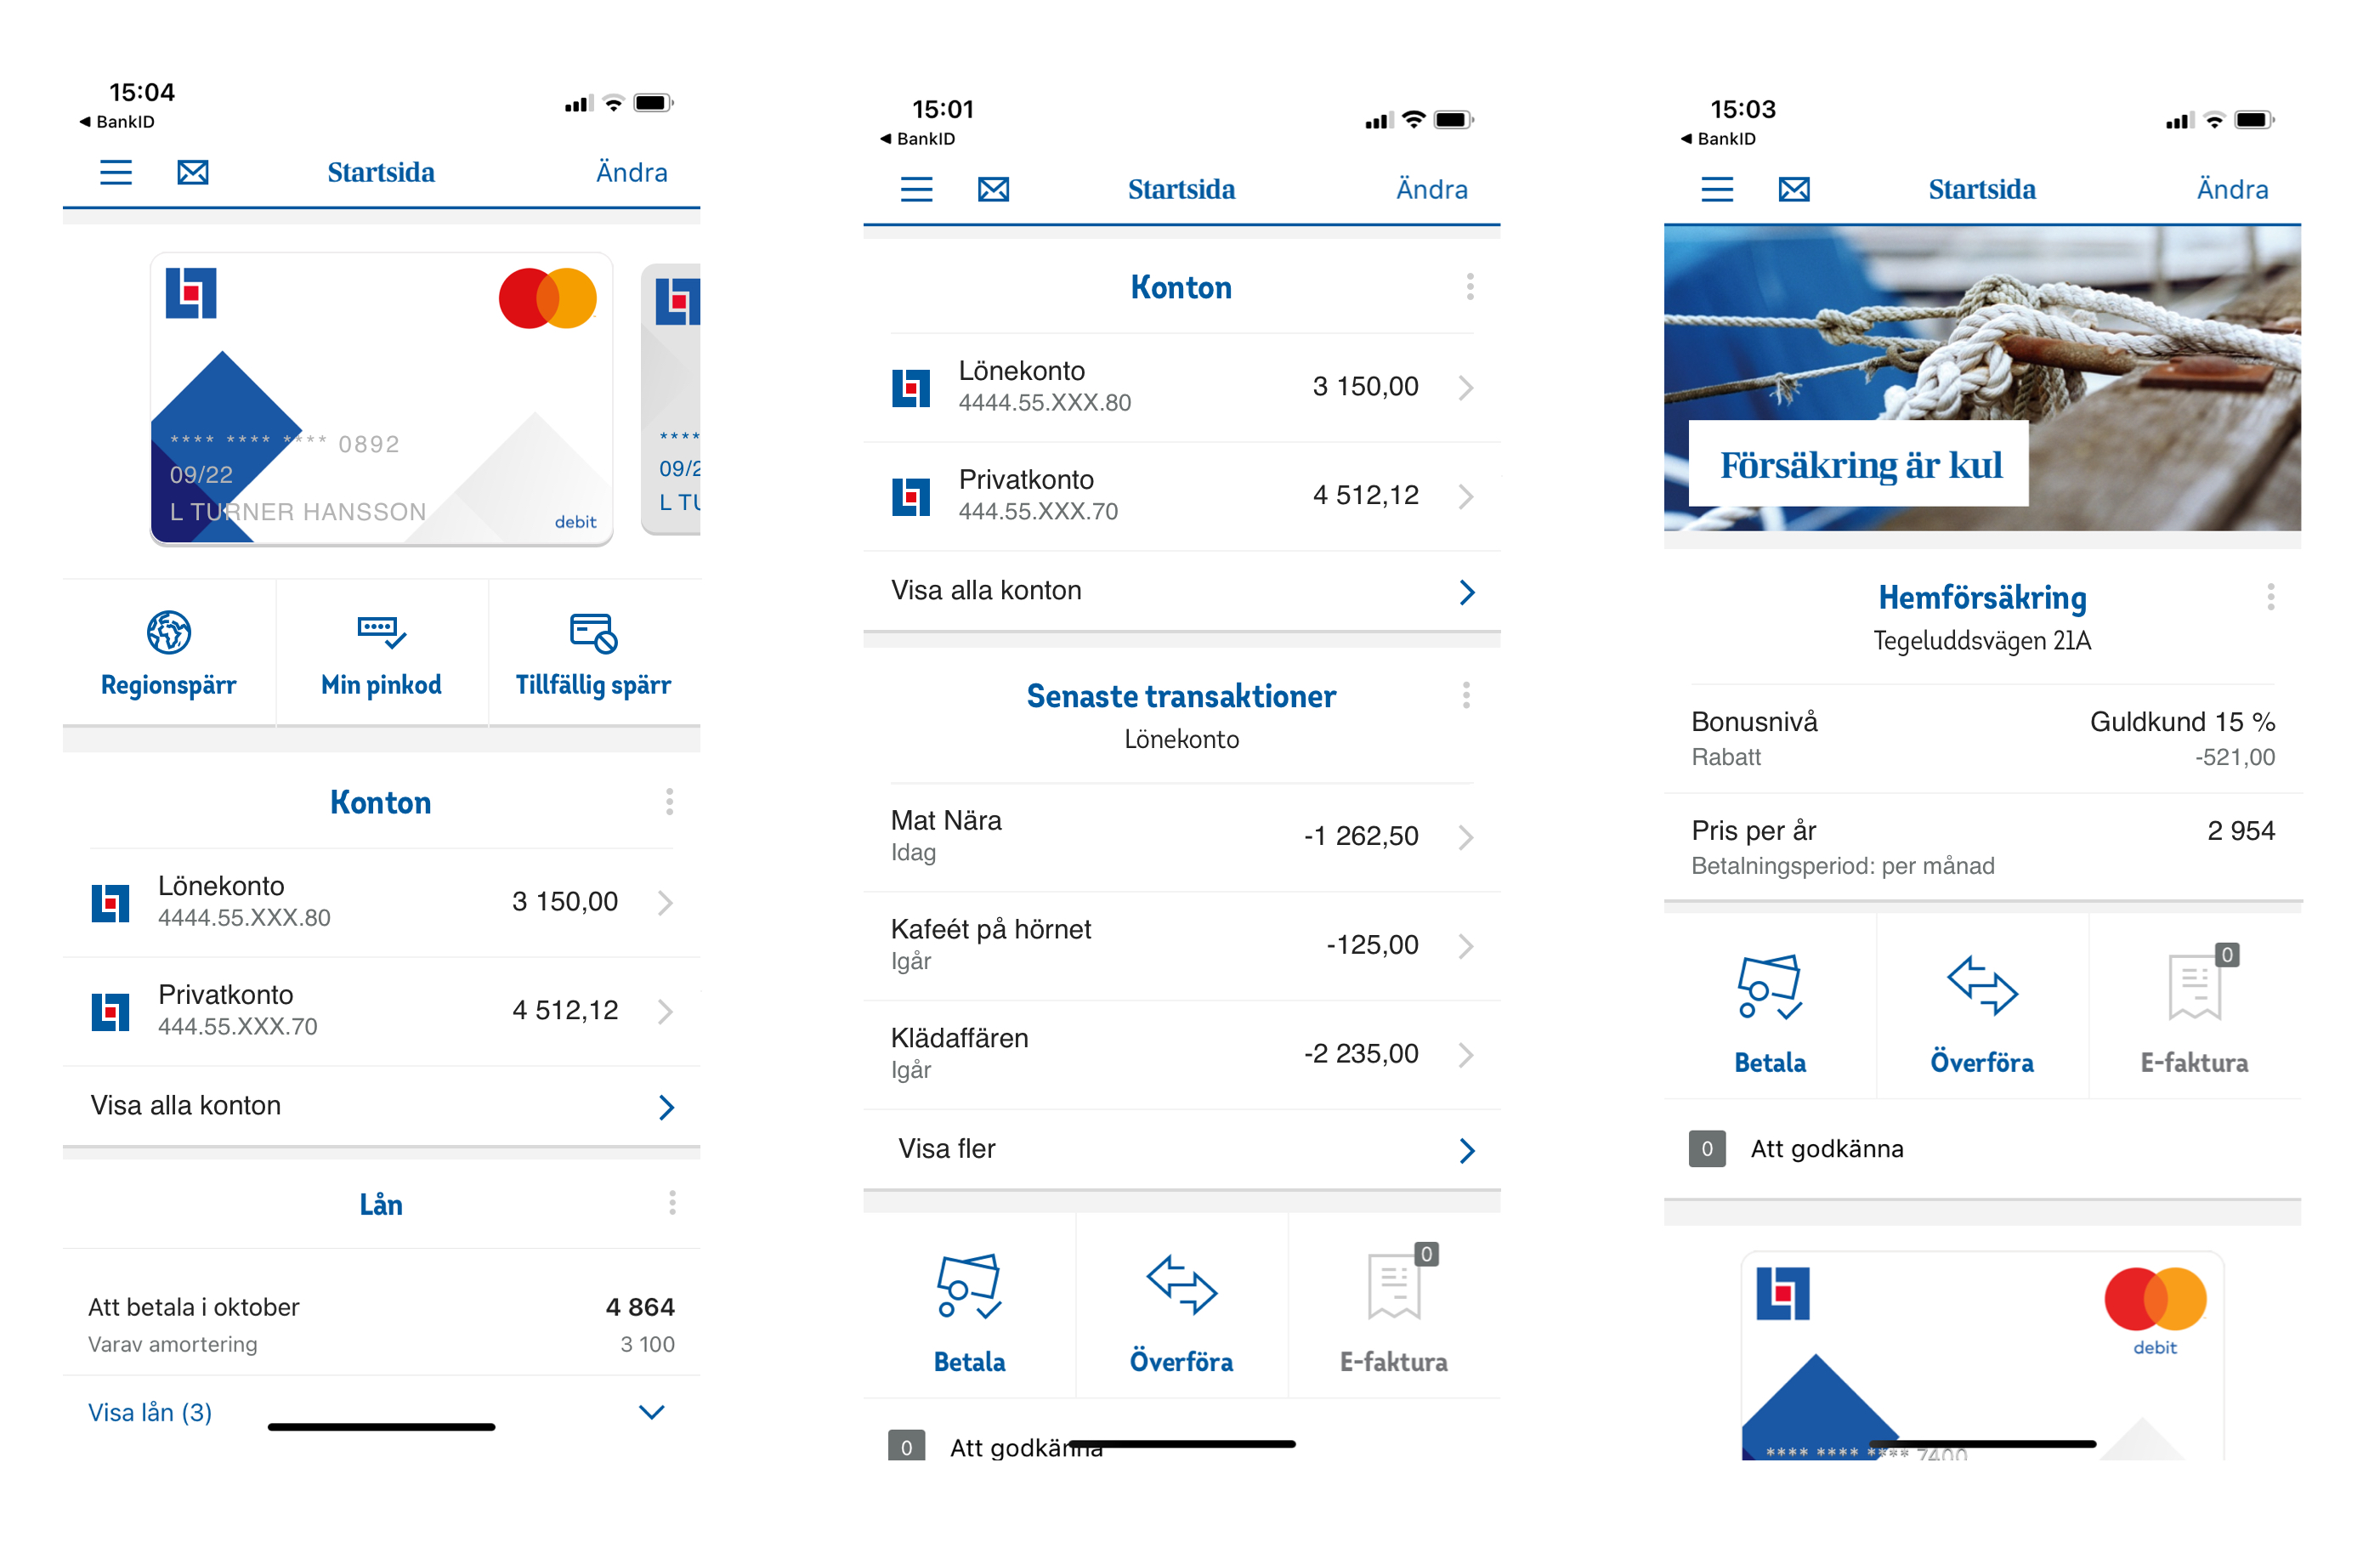 15:04
BankID
Startsida
Ändra
**** **** **** 0892
09/22
L TURNER HANSSON
debit
****
09/2
L TU
Regionspärr
Min pinkod
Tillfällig spärr
Konton
Lönekonto
3 150,00
4444.55.XXX.80
Privatkonto
4 512,12
444.55.XXX.70
Visa alla konton
Lån
Att betala i oktober
4 864
Varav amortering
3 100
Visa lån (3)
15:01
BankID
Startsida
Ändra
Konton
Lönekonto
3 150,00
4444.55.XXX.80
Privatkonto
4 512,12
444.55.XXX.70
Visa alla konton
Senaste transaktioner
Lönekonto
Mat Nära
-1 262,50
Idag
Kafeét på hörnet
-125,00
Igår
Klädaffären
-2 235,00
Igår
Visa fler
0
Betala
Överföra
E-faktura
0
Att godkänna
15:03
BankID
Startsida
Ändra
Försäkring är kul
Hemförsäkring
Tegeluddsvägen 21A
Bonusnivå
Guldkund 15 %
Rabatt
-521,00
Pris per år
2 954
Betalningsperiod: per månad
0
Betala
Överföra
E-faktura
0
Att godkänna
debit
**** **** **** 7400